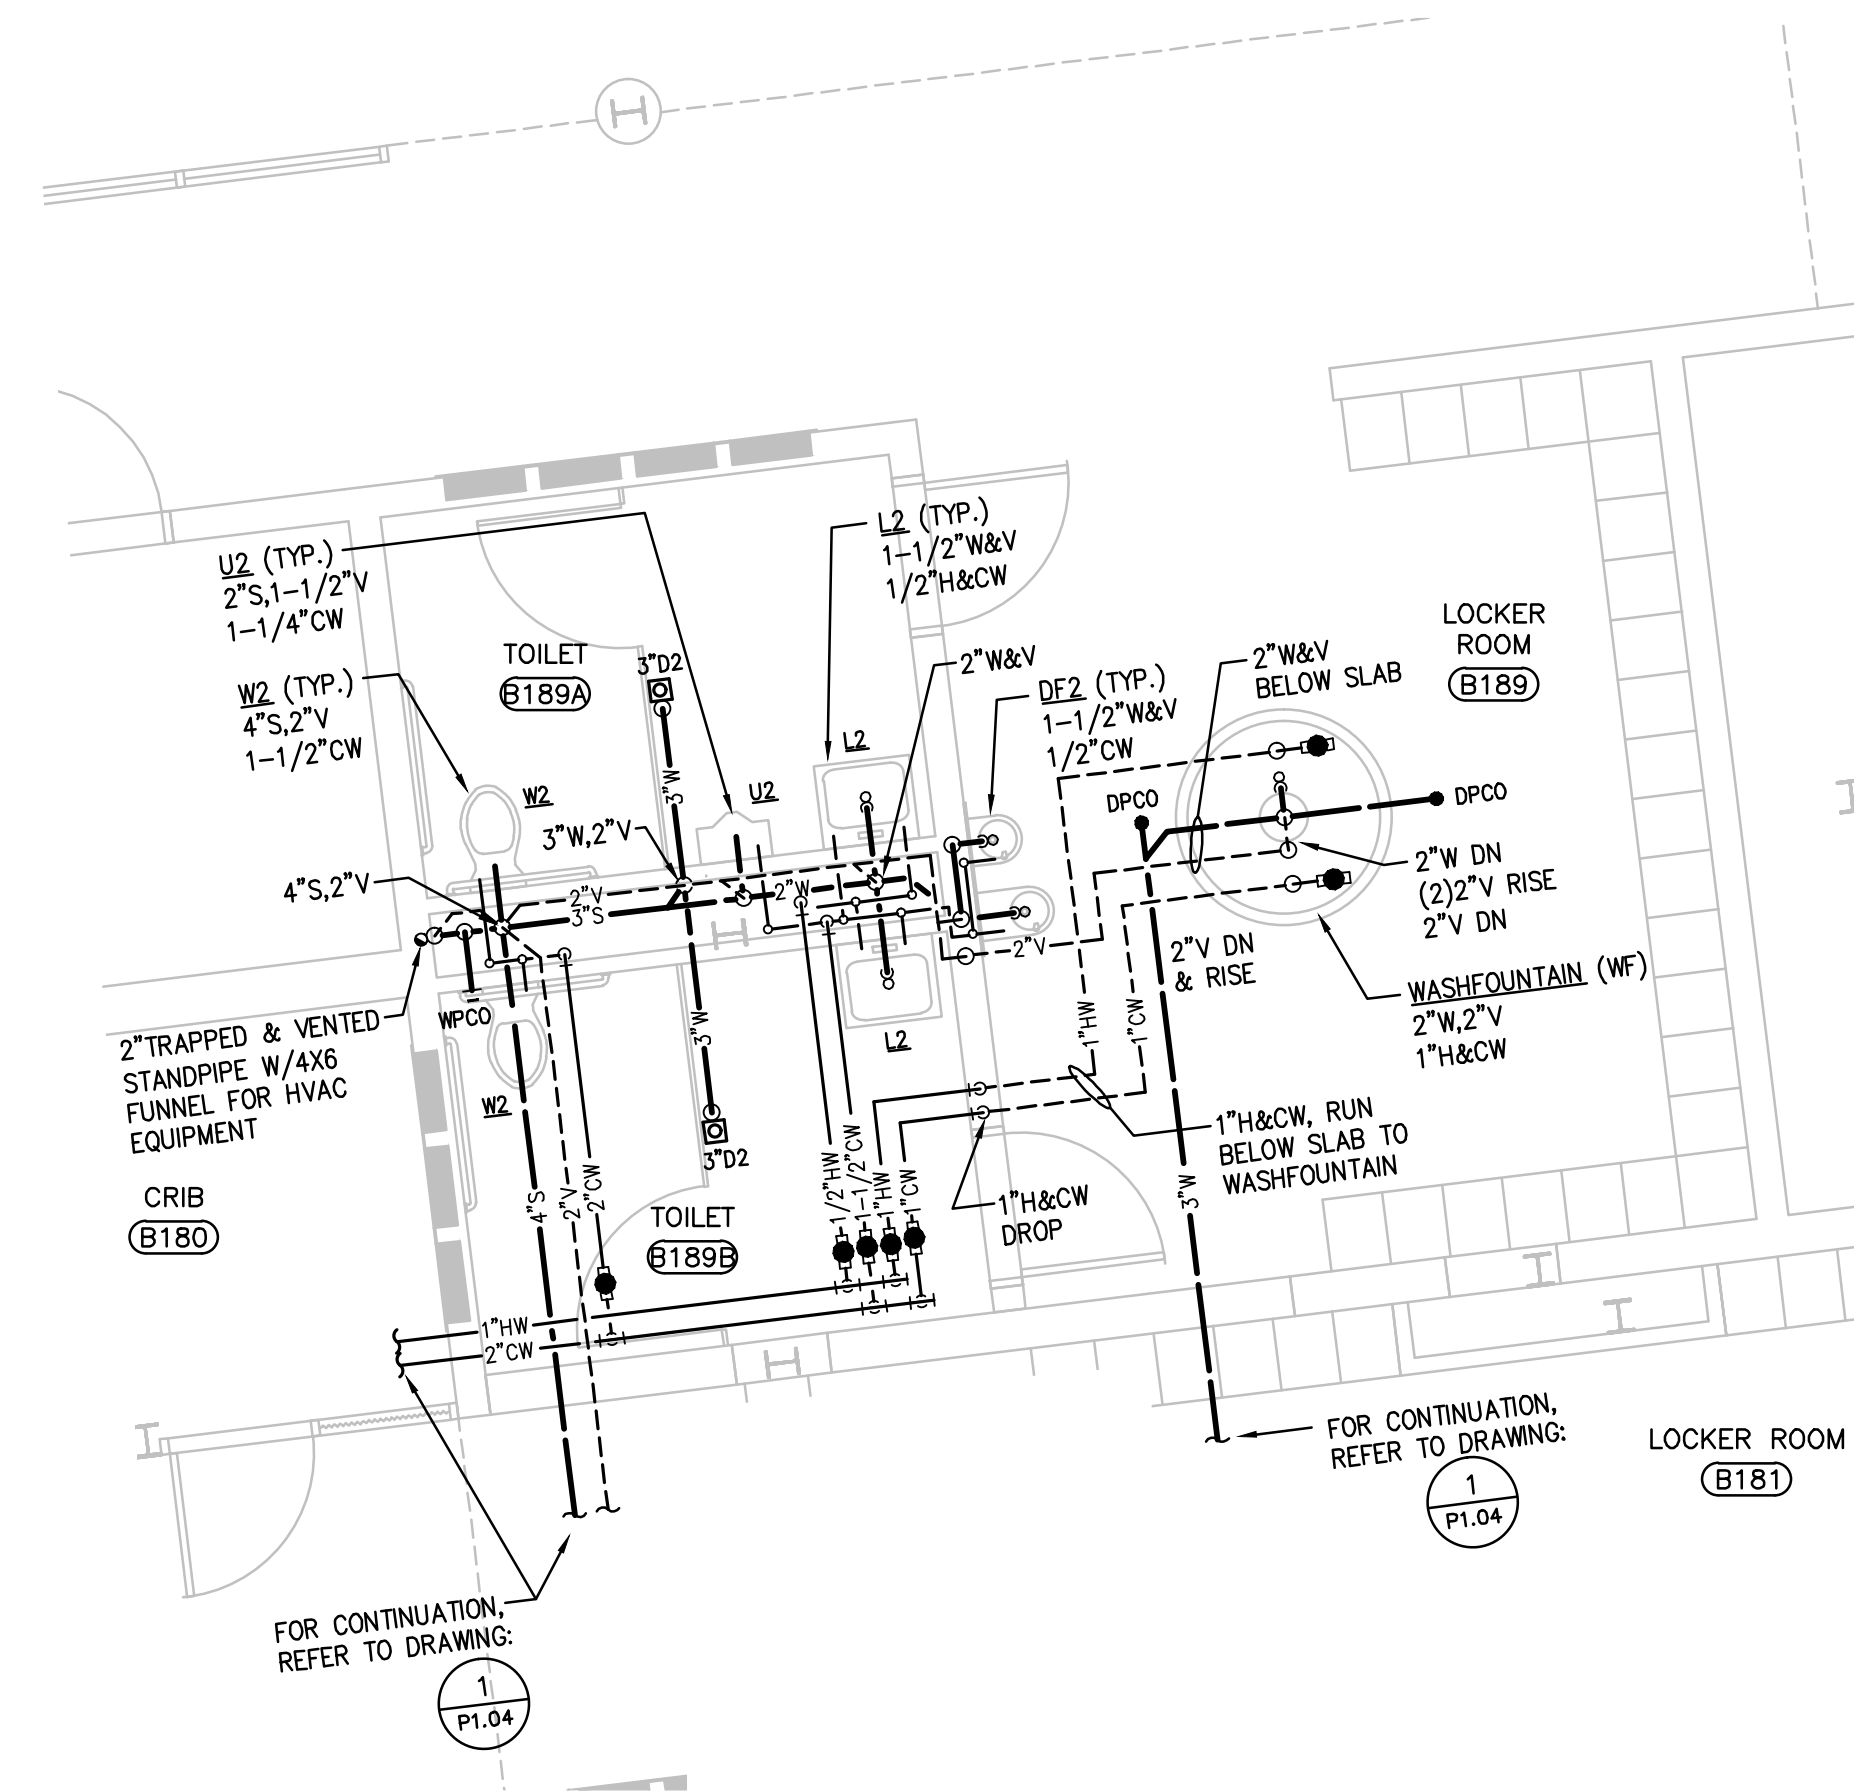 U2 (TYP.)
2"S,1-1/2"V
1-1/4"CW
W2 (TYP.)
4"S,2"V
1-1/2"CW
TOILET
B189A
3"D2
L2 (TYP.)
1-1/2"W&V
1/2"H&CW
2"W&V
DF2 (TYP.)
1-1/2"W&V
1/2"CW
2"W&V
BELOW SLAB
LOCKER
ROOM
B189
L2
U2
W2
3"W
3"W,2"V
4"S,2"V
2"V
3"S
2"W
DPCO
DPCO
2"W DN
(2)2"V RISE
2"V DN
2"V
2"V DN
& RISE
WASHFOUNTAIN (WF)
2"W,2"V
1"H&CW
1"HW
1"CW
WPCO
3"W
L2
W2
2"TRAPPED & VENTED
STANDPIPE W/4X6
FUNNEL FOR HVAC
EQUIPMENT
3"D2
1"H&CW, RUN
BELOW SLAB TO
WASHFOUNTAIN
CRIB
B180
4"S
2"V
2"CW
TOILET
B189B
1/2"HW
1-1/2"CW
1"HW
1"CW
1"H&CW
DROP
3"W
1"HW
2"CW
FOR CONTINUATION,
REFER TO DRAWING:
1
P1.04
LOCKER ROOM
B181
FOR CONTINUATION,
REFER TO DRAWING:
1
P1.04